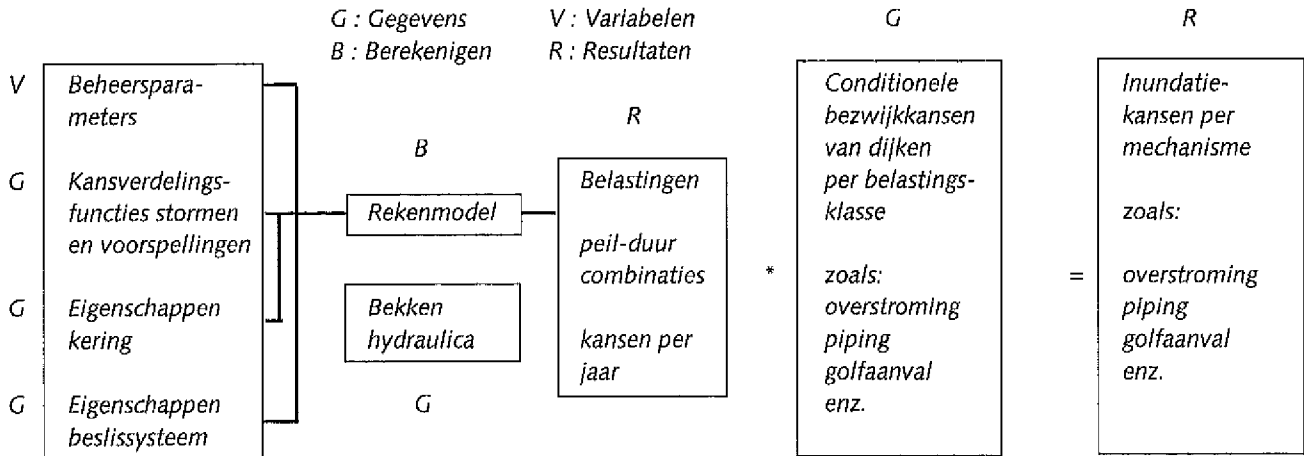 G : Gegevens
V : Variabelen
B : Berekenigen
R : Resultaten
V
Beheerspara-
meters
G
Kansverdelings-
functies stormen
en voorspellingen
G
Eigenschappen
kering
G
Eigenschappen
beslissysteem
B
Rekenmodel
Bekken
hydraulica
G
R
Belastingen
peil-duur
combinaties
kansen per
jaar
*
G
Conditionele
bezwijkkansen
van dijken
per belastings-
klasse
zoals:
overstroming
piping
golfaanval
enz.
=
R
Inundatie-
kansen per
mechanisme
zoals:
overstroming
piping
golfaanval
enz.